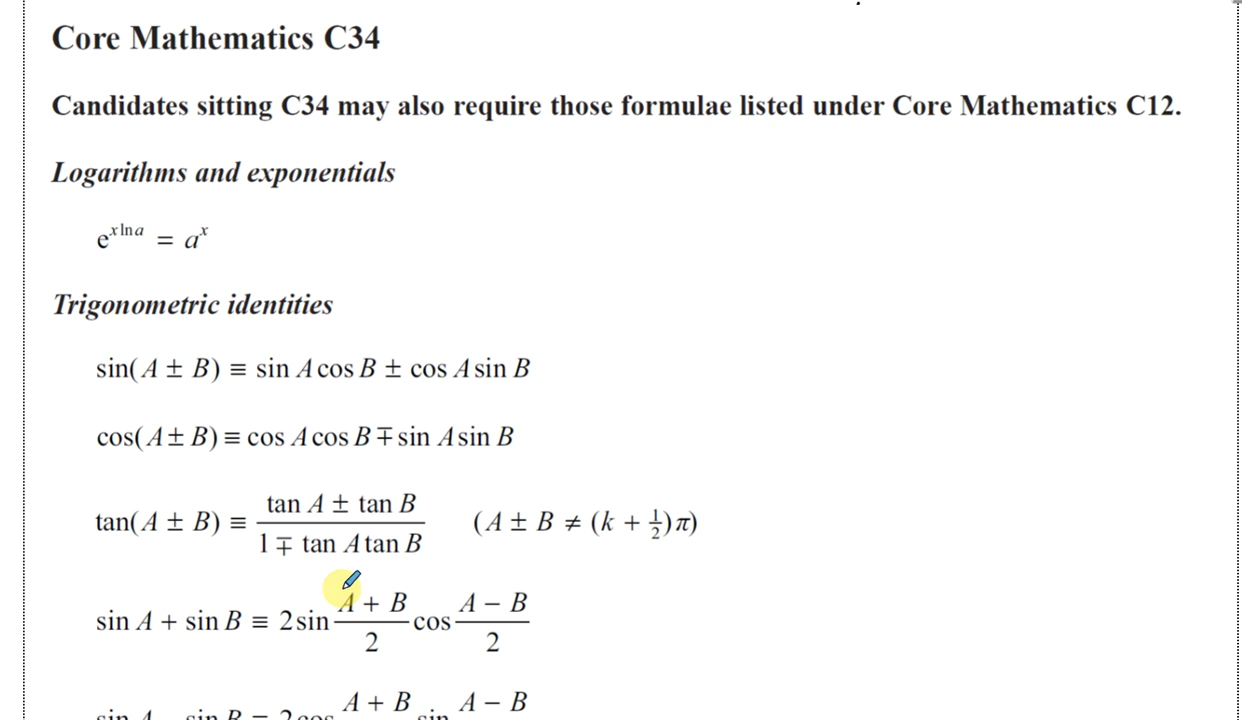 Core Mathematics C34
Candidates sitting C34 may also require those formulae listed under Core Mathematics C12.
Logarithms and exponentials
e^{x ln a} = a^x
Trigonometric identities
sin(A ± B) ≡ sin A cos B ± cos A sin B
cos(A ± B) ≡ cos A cos B ∓ sin A sin B
tan(A ± B) ≡ (tan A ± tan B)/(1 ∓ tan A tan B) (A ± B ≠ (k + 1/2)π)
sin A + sin B ≡ 2 sin (A + B)/2 cos (A − B)/2
A + B A − B